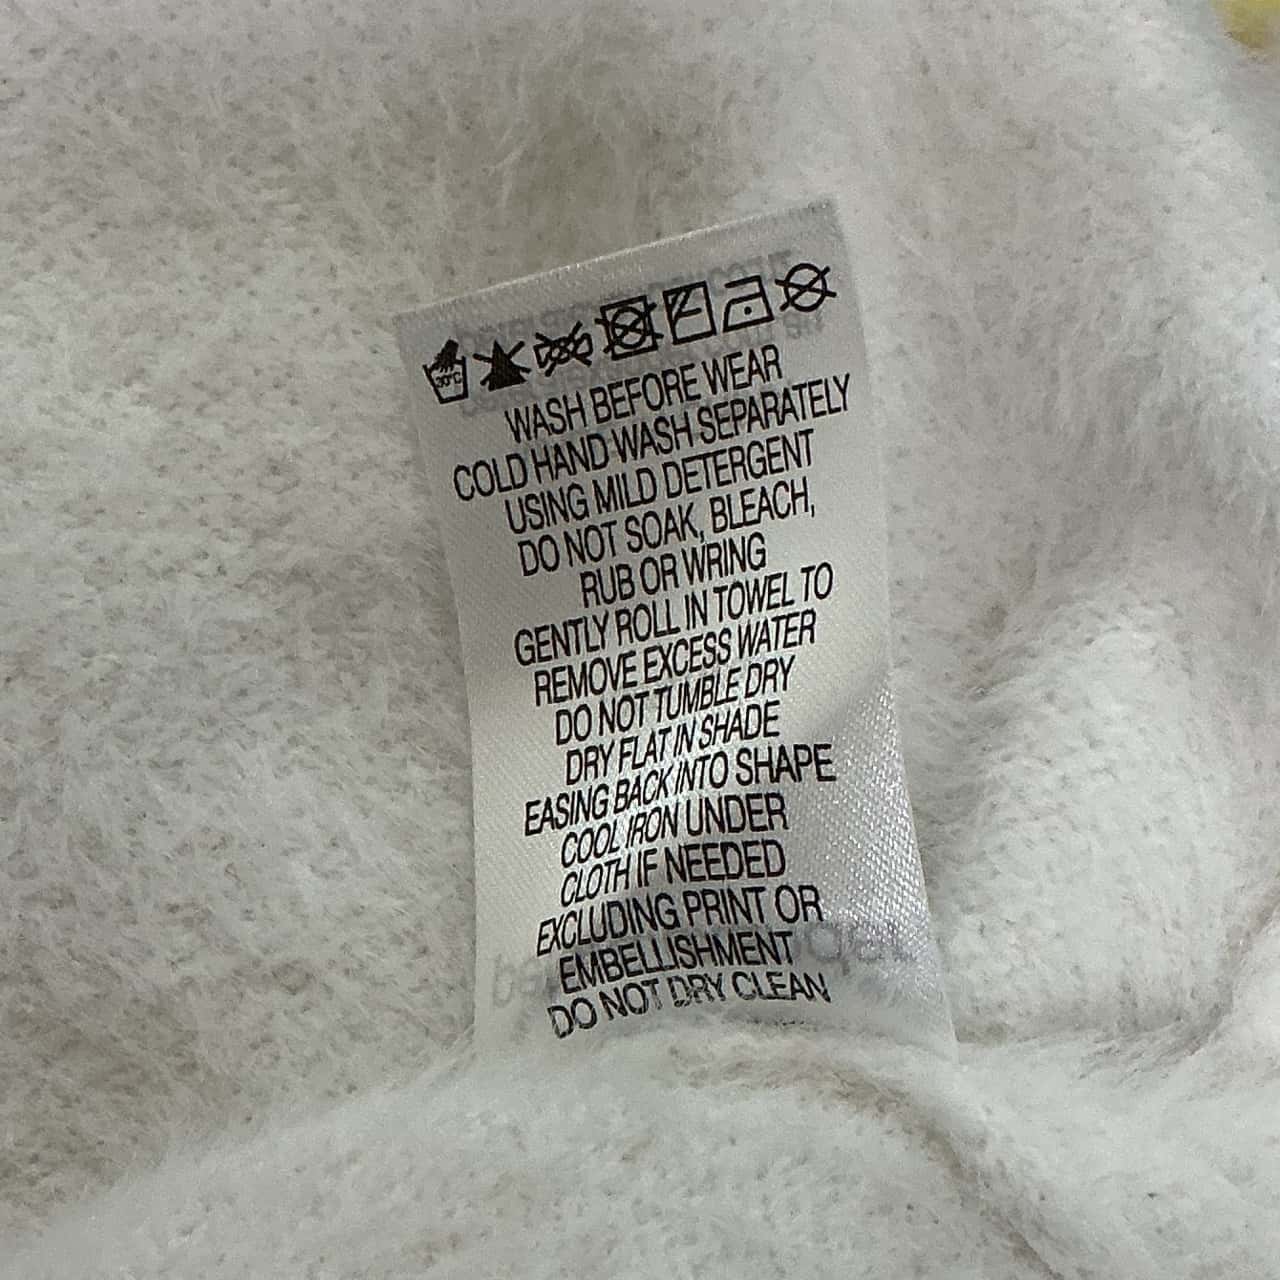 30°C
WASH BEFORE WEAR
COLD HAND WASH SEPARATELY
USING MILD DETERGENT
DO NOT SOAK, BLEACH,
RUB OR WRING
GENTLY ROLL IN TOWEL TO
REMOVE EXCESS WATER
DO NOT TUMBLE DRY
DRY FLAT IN SHADE
EASING BACK INTO SHAPE
COOL IRON UNDER
CLOTH IF NEEDED
EXCLUDING PRINT OR
EMBELLISHMENT
DO NOT DRY CLEAN